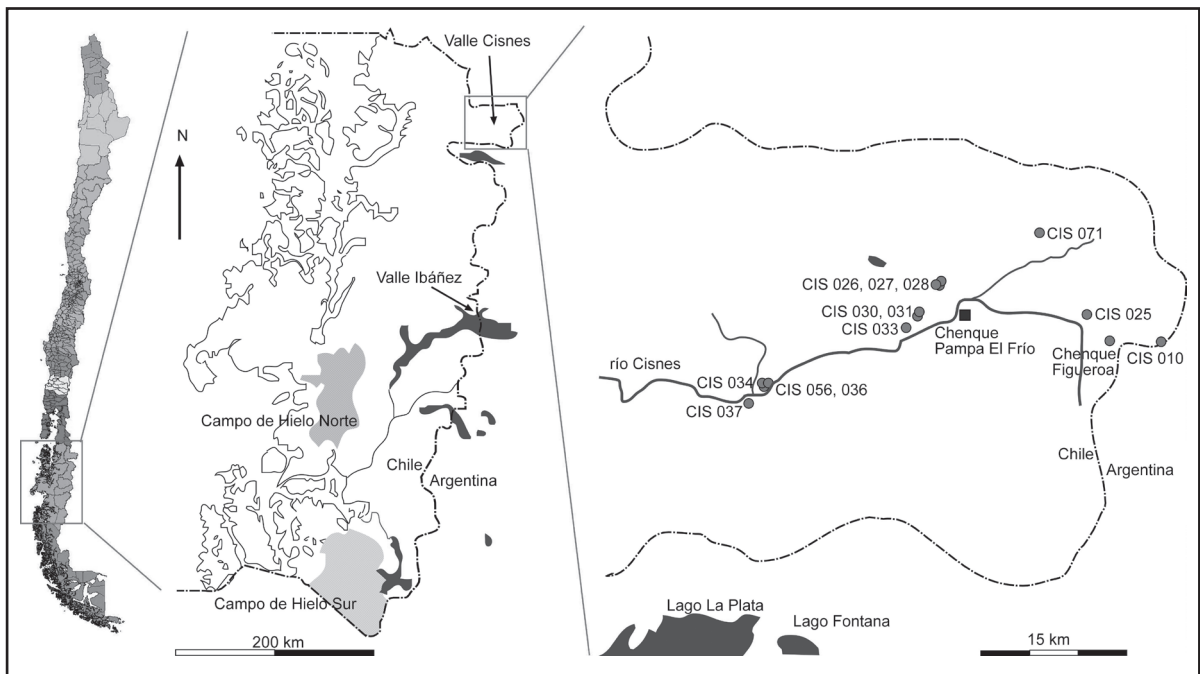 Valle Cisnes
N
Valle Ibáñez
Campo de Hielo Norte
Chile
Argentina
Campo de Hielo Sur
200 km
CIS 071
CIS 026, 027, 028
CIS 030, 031
CIS 033
CIS 025
Chenque
Pampa El Frío
Chenque
Figueroa
CIS 010
río Cisnes
CIS 034
CIS 056, 036
CIS 037
Chile
Argentina
Lago La Plata
Lago Fontana
15 km